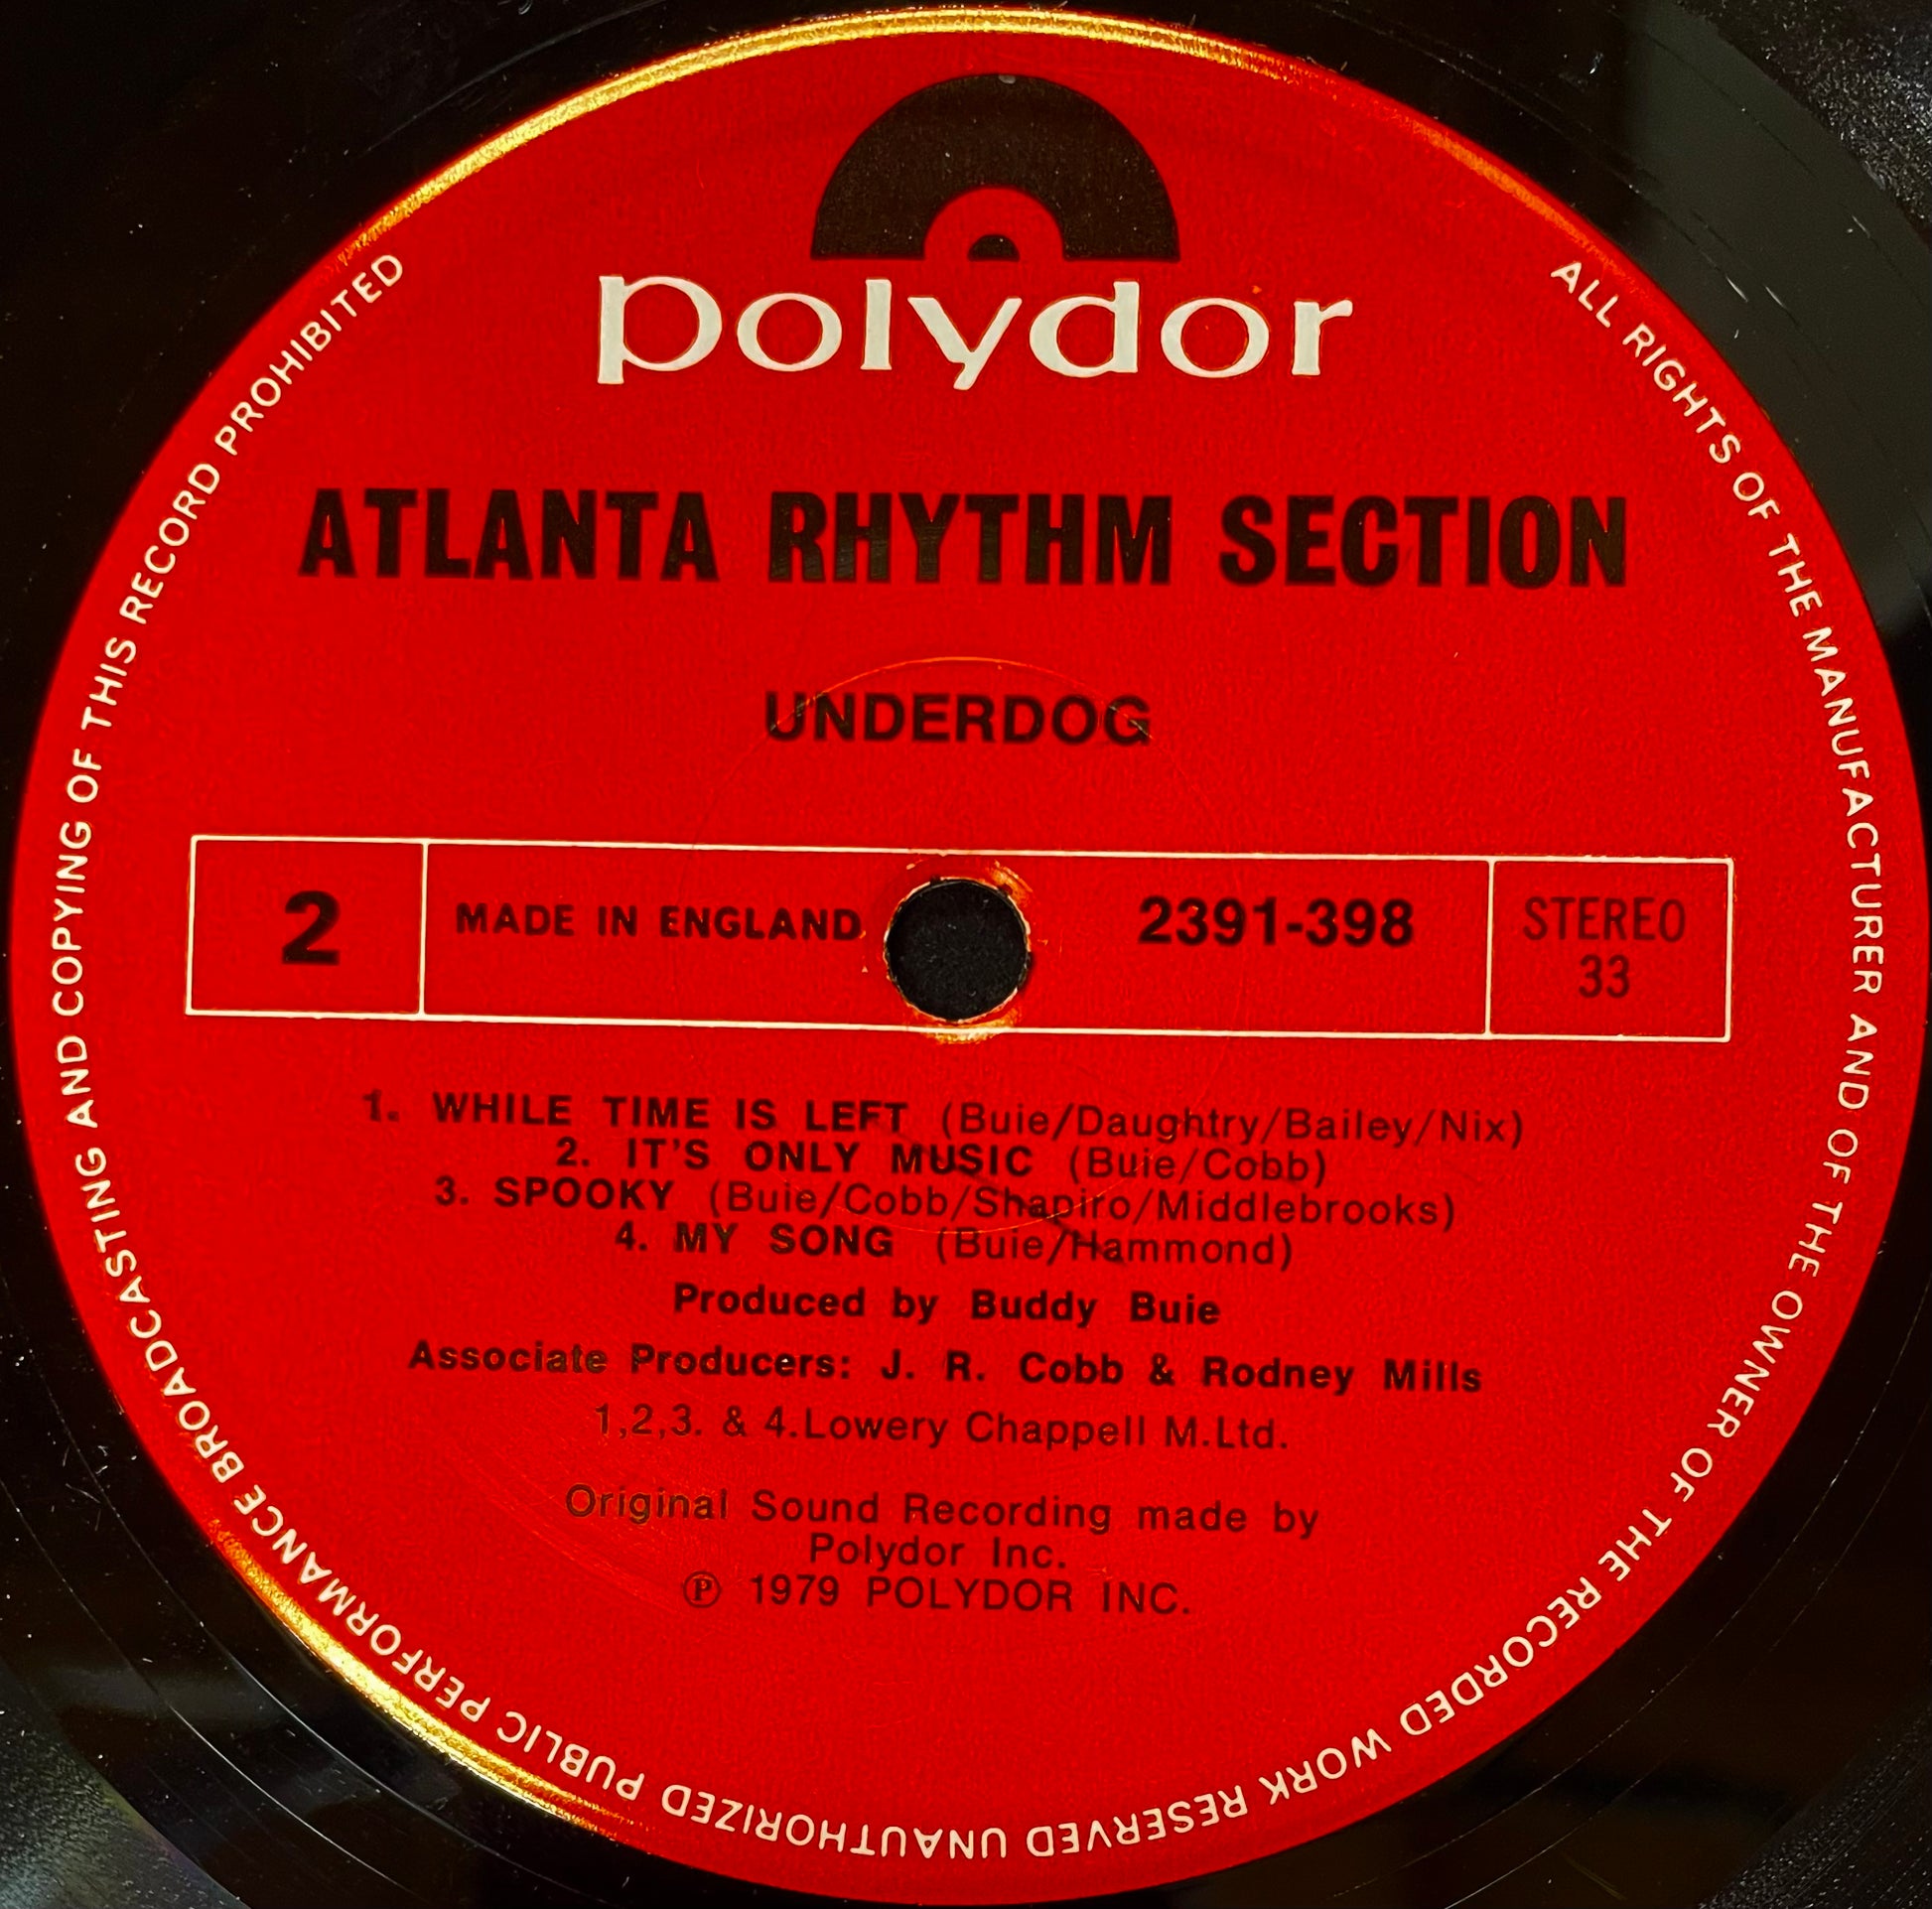 polydor
ATLANTA RHYTHM SECTION
UNDERDOG
2
MADE IN ENGLAND
2391-398
STEREO
33
1. WHILE TIME IS LEFT (Buie/Daughtry/Bailey/Nix)
2. IT'S ONLY MUSIC (Buie/Cobb)
3. SPOOKY (Buie/Cobb/Shapiro/Middlebrooks)
4. MY SONG (Buie/Hammond)
Produced by Buddy Buie
Associate Producers: J. R. Cobb & Rodney Mills
1,2,3. & 4.Lowery Chappell M.Ltd.
Original Sound Recording made by
Polydor Inc.
℗ 1979 POLYDOR INC.
ALL RIGHTS OF THE MANUFACTURER AND OF THE OWNER OF THE RECORDED WORK RESERVED UNAUTHORIZED PUBLIC PERFORMANCE BROADCASTING AND COPYING OF THIS RECORD PROHIBITED